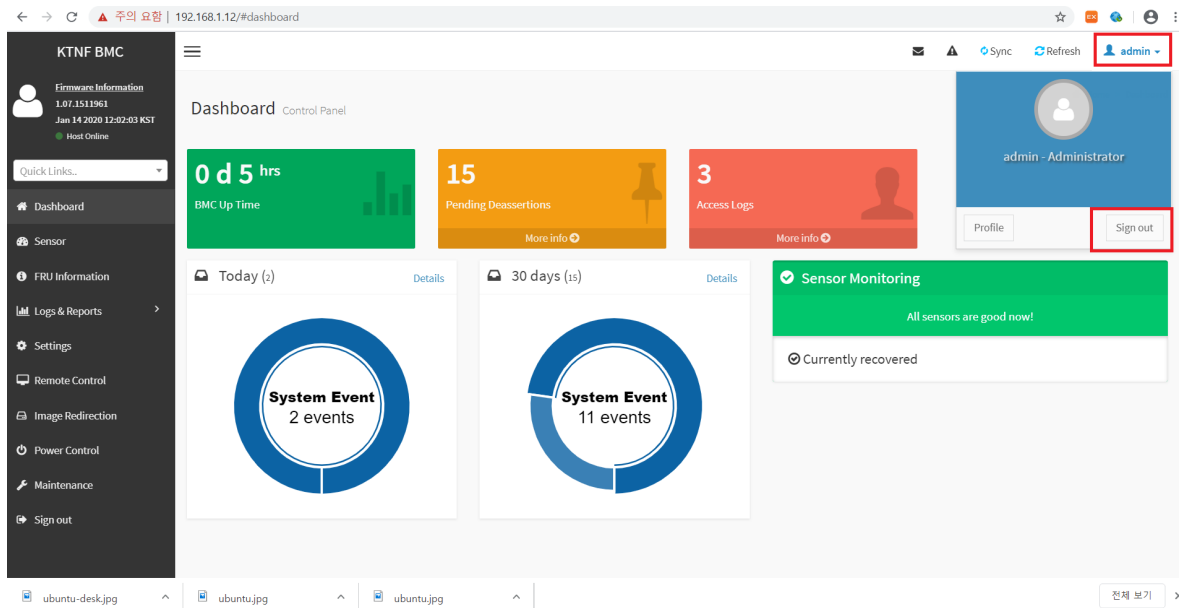 주의 요함
192.168.1.12/#dashboard
KTNF BMC
Firmware Information
1.07.1511961
Jan 14 2020 12:02:03 KST
Host Online
Quick Links..
Dashboard
Sensor
FRU Information
Logs & Reports
Settings
Remote Control
Image Redirection
Power Control
Maintenance
Sign out
Sync
Refresh
admin
Dashboard Control Panel
0 d 5 hrs
BMC Up Time
15
Pending Deassertions
More info
3
Access Logs
More info
admin - Administrator
Profile
Sign out
Today (2)
Details
System Event
2 events
30 days (15)
Details
System Event
11 events
Sensor Monitoring
All sensors are good now!
Currently recovered
ubuntu-desk.jpg
ubuntu.jpg
ubuntu.jpg
전체 보기